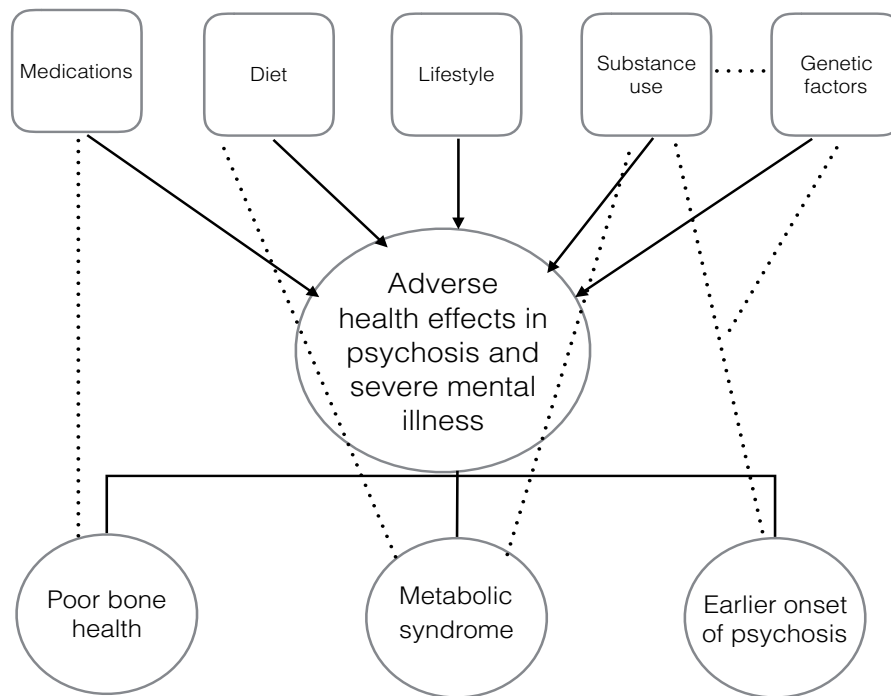 Medications
Diet
Lifestyle
Substance
use
Genetic
factors
Adverse
health effects in
psychosis and
severe mental
illness
Poor bone
health
Metabolic
syndrome
Earlier onset
of psychosis